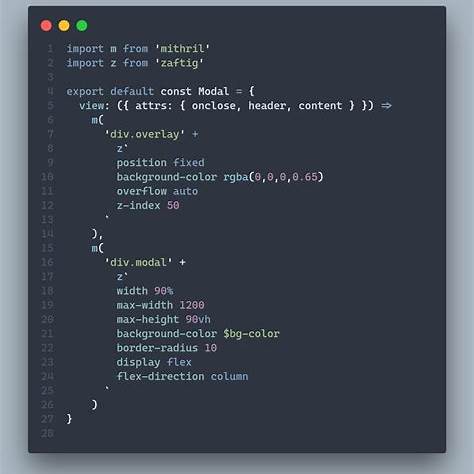 1 import m from 'mithril'
2 import z from 'zaftig'
3
4 export default const Modal = {
5   view: ({ attrs: { onclose, header, content } }) =>
6     m(
7       'div.overlay' +
8         z`
9         position fixed
10         background-color rgba(0,0,0,0.65)
11         overflow auto
12         z-index 50
13       `
14     ),
15     m(
16       'div.modal' +
17         z`
18         width 90%
19         max-width 1200
20         max-height 90vh
21         background-color $bg-color
22         border-radius 10
23         display flex
24         flex-direction column
25       `
26     )
27 }
28